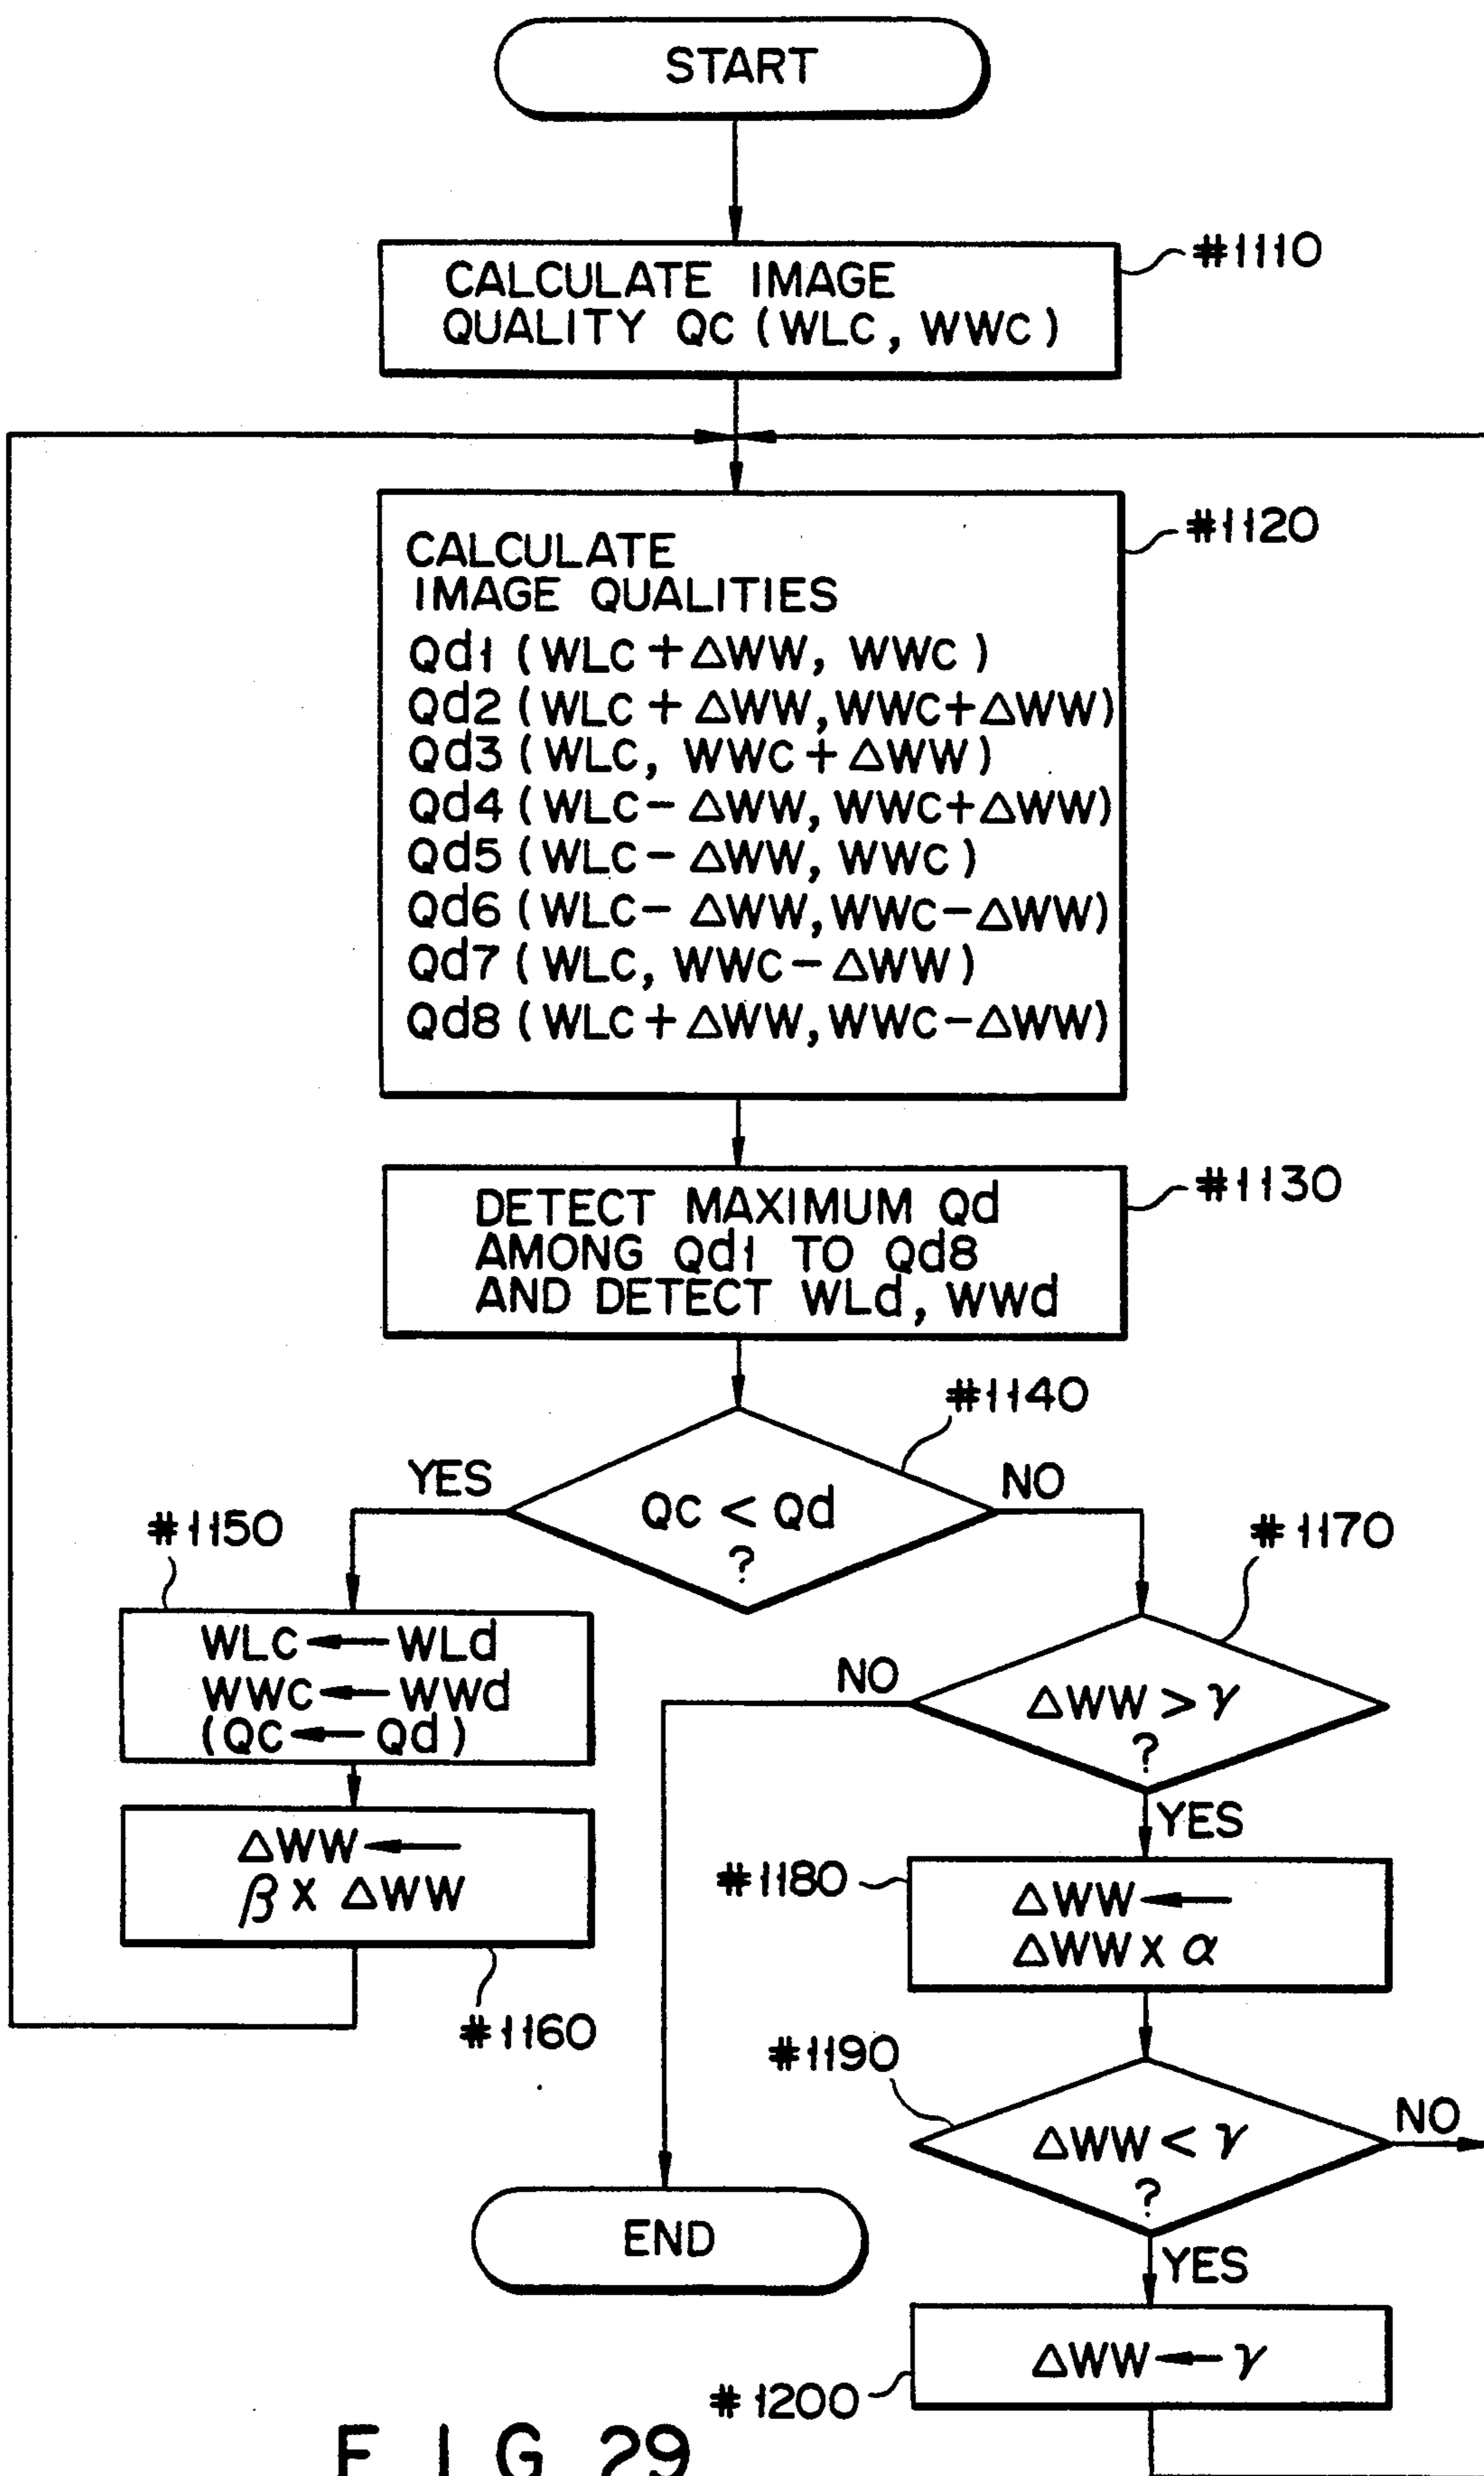 START
#1110
CALCULATE IMAGE
QUALITY QC (WLC, WWC)
#1120
CALCULATE
IMAGE QUALITIES
Qd1 (WLC+ΔWW, WWC)
Qd2 (WLC+ΔWW, WWC+ΔWW)
Qd3 (WLC, WWC+ΔWW)
Qd4 (WLC-ΔWW, WWC+ΔWW)
Qd5 (WLC-ΔWW, WWC)
Qd6 (WLC-ΔWW, WWC-ΔWW)
Qd7 (WLC, WWC-ΔWW)
Qd8 (WLC+ΔWW, WWC-ΔWW)
#1130
DETECT MAXIMUM Qd
AMONG Qd1 TO Qd8
AND DETECT WLd, WWd
#1140
YES
NO
QC < Qd
?
#1150
#1170
WLC ← WLd
WWC ← WWd
(QC ← Qd)
NO
ΔWW > γ
?
YES
ΔWW ←
β x ΔWW
#1160
#1180
ΔWW ←
ΔWW x α
#1190
NO
ΔWW < γ
?
YES
END
ΔWW ← γ
#1200
FIG 29